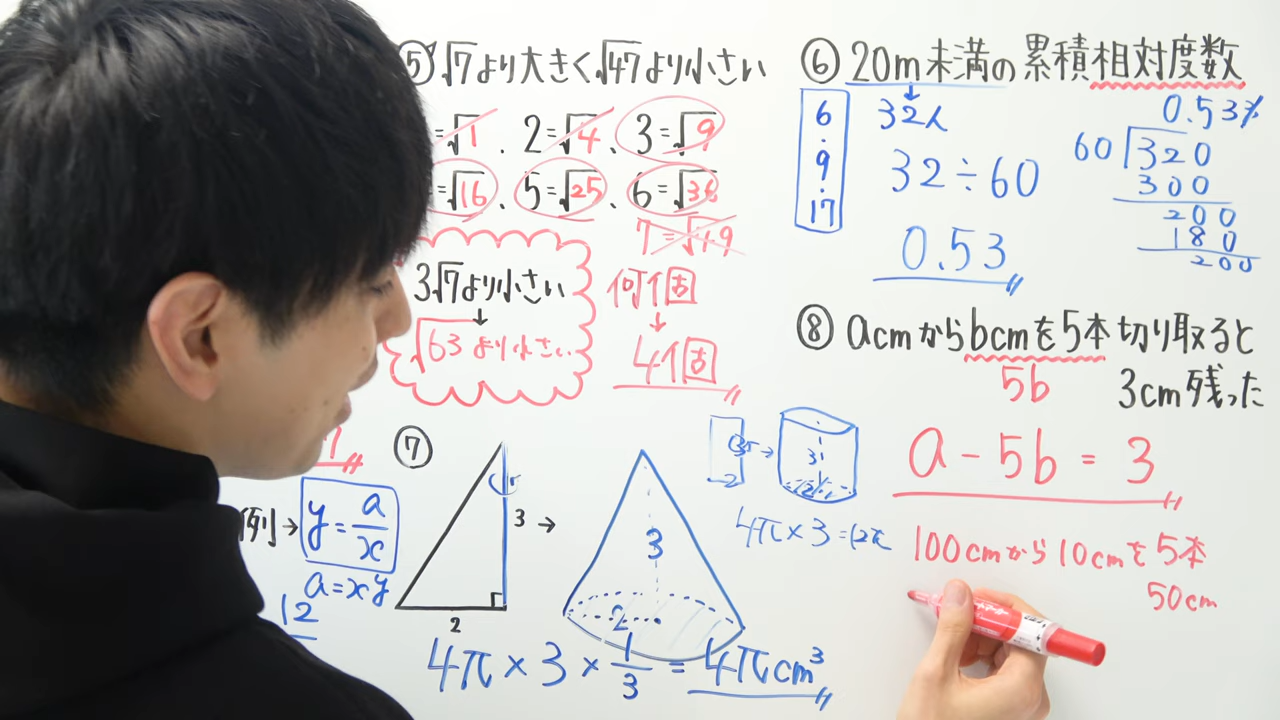 ⑤√7より大きく√47より小さい
=√1、2=√4、3=√9
=√16、5=√25、6=√36
7=√49
3√7より小さい
↓
√63より小さい
何個
↓
4個
⑥20m未満の累積相対度数
6
9
17
32人
32÷60
0.53
0.53
60
320
300
200
180
200
⑦
3→
2
3
2
4π×3×1/3=4πcm³
3
2
4π×3=12π
例→y=a/x
a=xy
12
⑧acmからbcmを5本切り取ると
5b
3cm残った
a-5b=3
100cmから10cmを5本
50cm